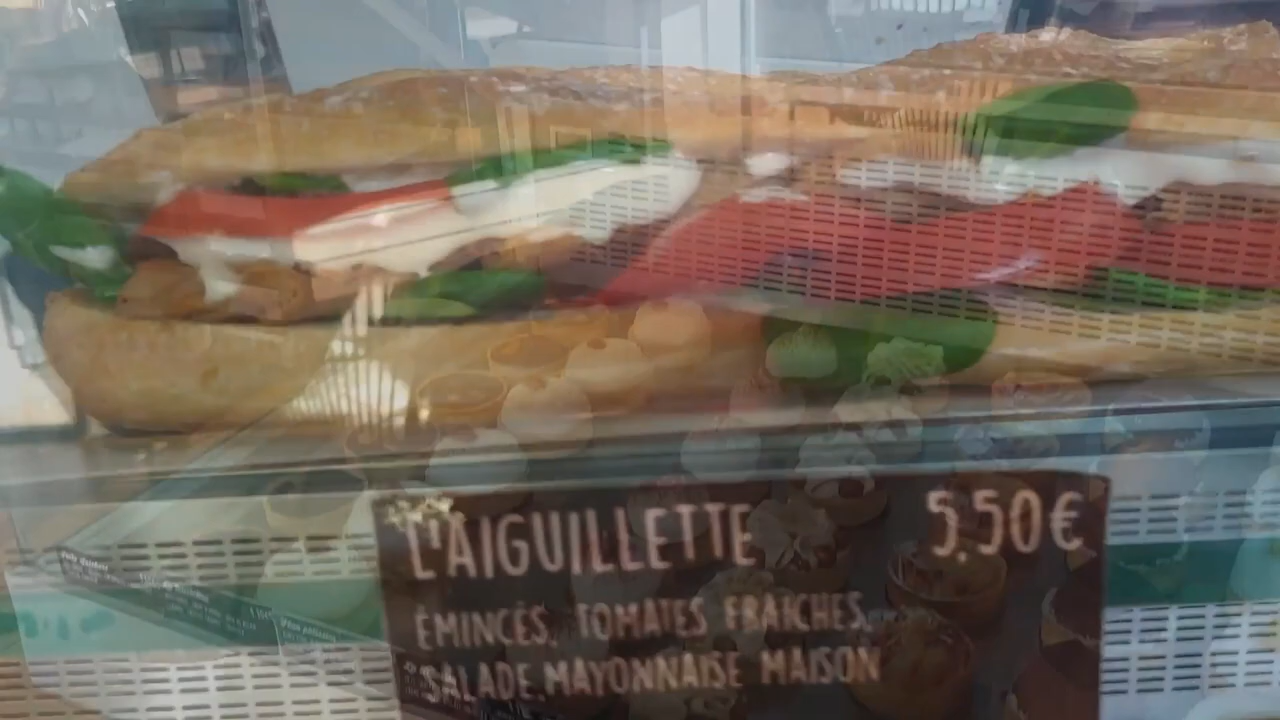 L'AIGUILLETTE 5,50€
ÉMINCÉS, TOMATES FRAICHES,
SALADE, MAYONNAISE MAISON